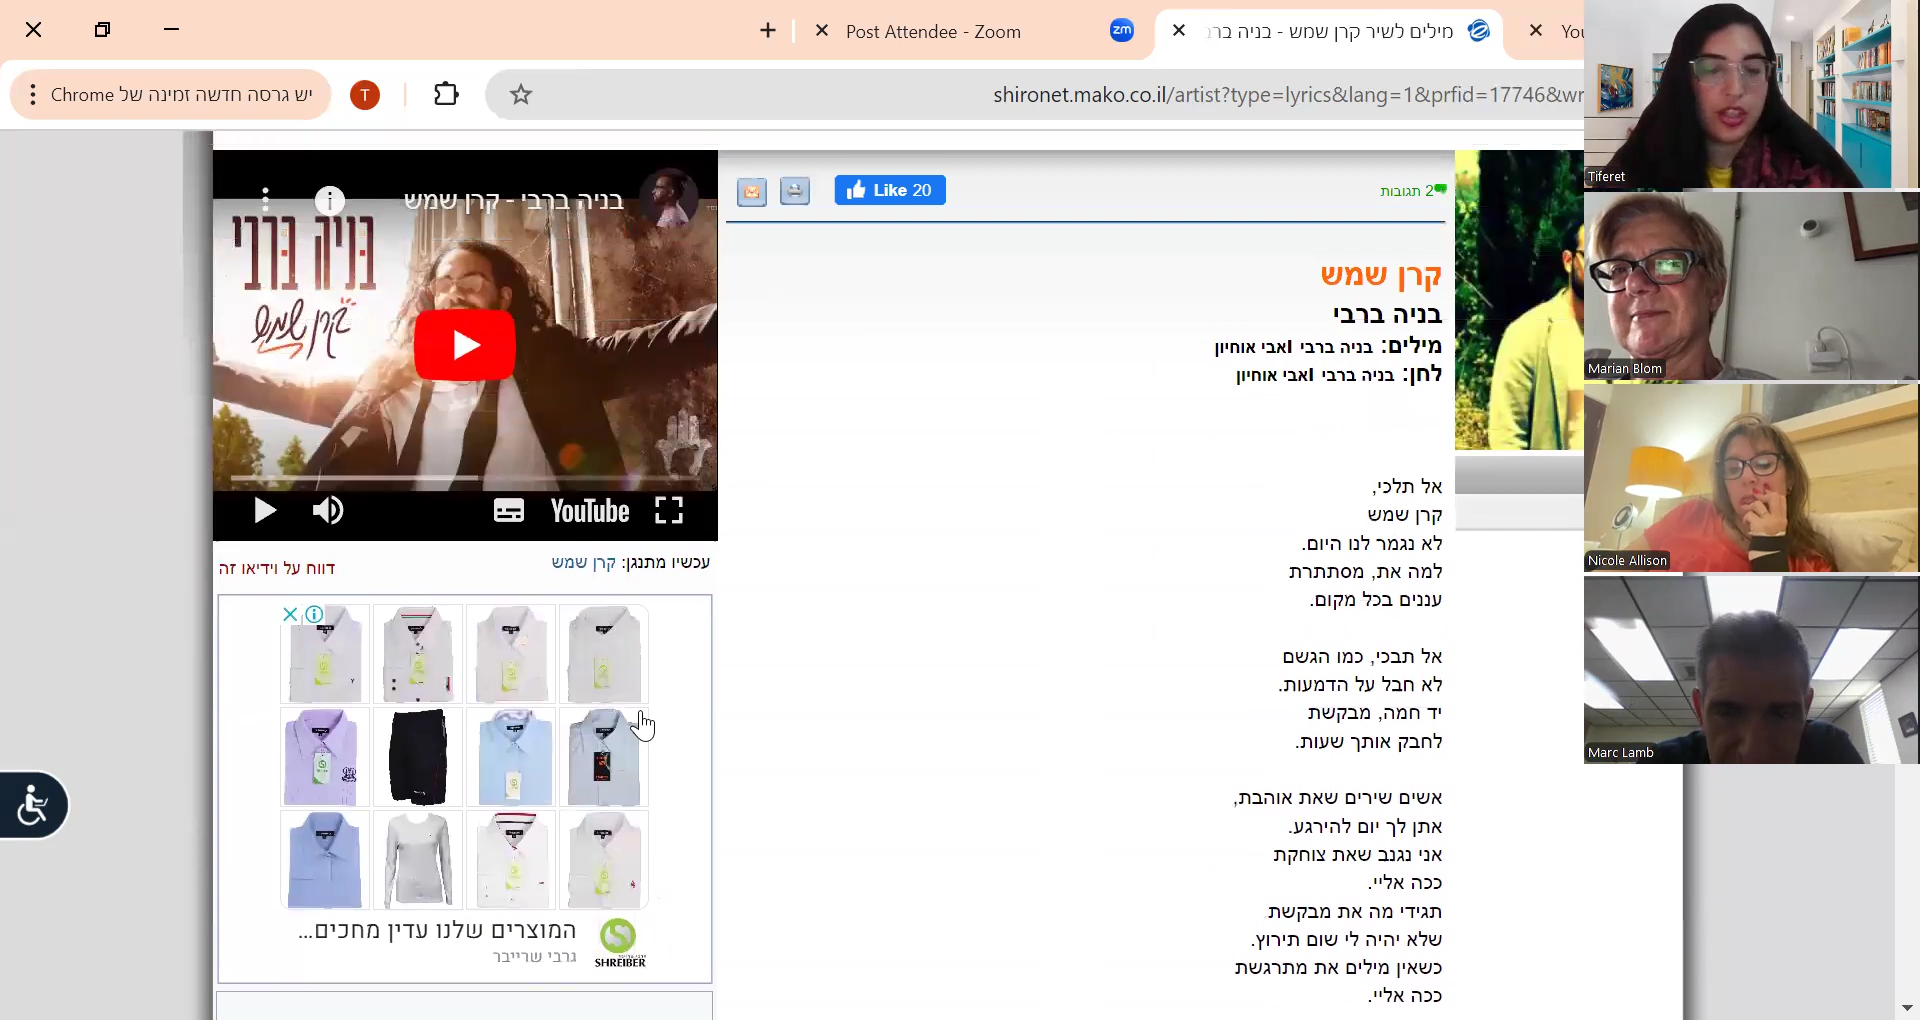 Post Attendee - Zoom
zm
מילים לשיר קרן שמש - בניה ברב
You
יש גרסה חדשה זמינה של Chrome
T
shironet.mako.co.il/artist?type=lyrics&lang=1&prfid=17746&wr
בניה ברבי - קרן שמש
בניה ברבי
קרן שמש
YouTube
עכשיו מתנגן: קרן שמש
דווח על וידיאו זה
המוצרים שלנו עדין מחכים...
גרבי שרייבר
SHREIBER
Like 20
2 תגובות
קרן שמש
בניה ברבי
מילים: בניה ברבי ואבי אוחיון
לחן: בניה ברבי ואבי אוחיון
אל תלכי,
קרן שמש
לא נגמר לנו היום.
למה את, מסתתרת
עננים בכל מקום.
אל תבכי, כמו הגשם
לא חבל על הדמעות.
יד חמה, מבקשת
לחבק אותך שעות.
אשים שירים שאת אוהבת,
אתן לך יום להירגע.
אני נגנב שאת צוחקת
ככה אליי.
תגידי מה את מבקשת
שלא יהיה לי שום תירוץ.
כשאין מילים את מתרגשת
ככה אליי.
Tiferet
Marian Blom
Nicole Allison
Marc Lamb